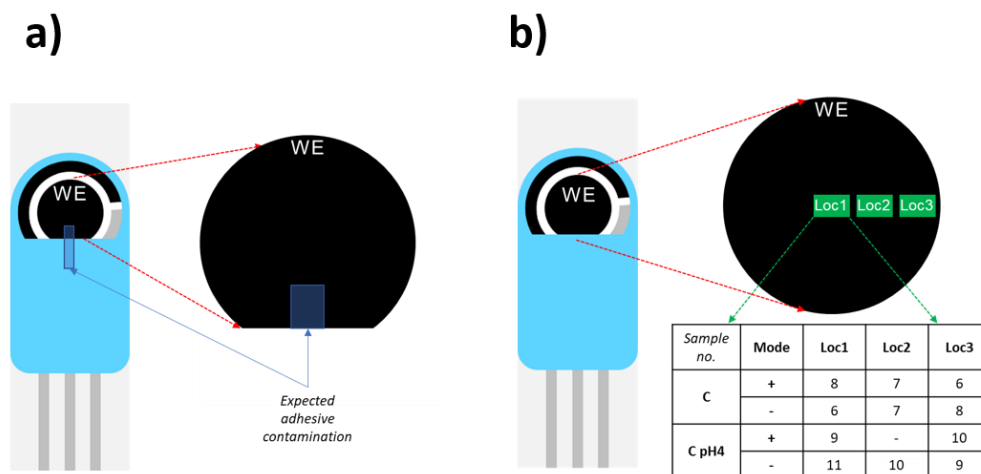 a)
WE
WE
Expected
adhesive
contamination
b)
WE
WE
Loc1 Loc2 Loc3
Sample no. Mode Loc1 Loc2 Loc3
C + 8 7 6
- 6 7 8
C pH4 + 9 - 10
- 11 10 9